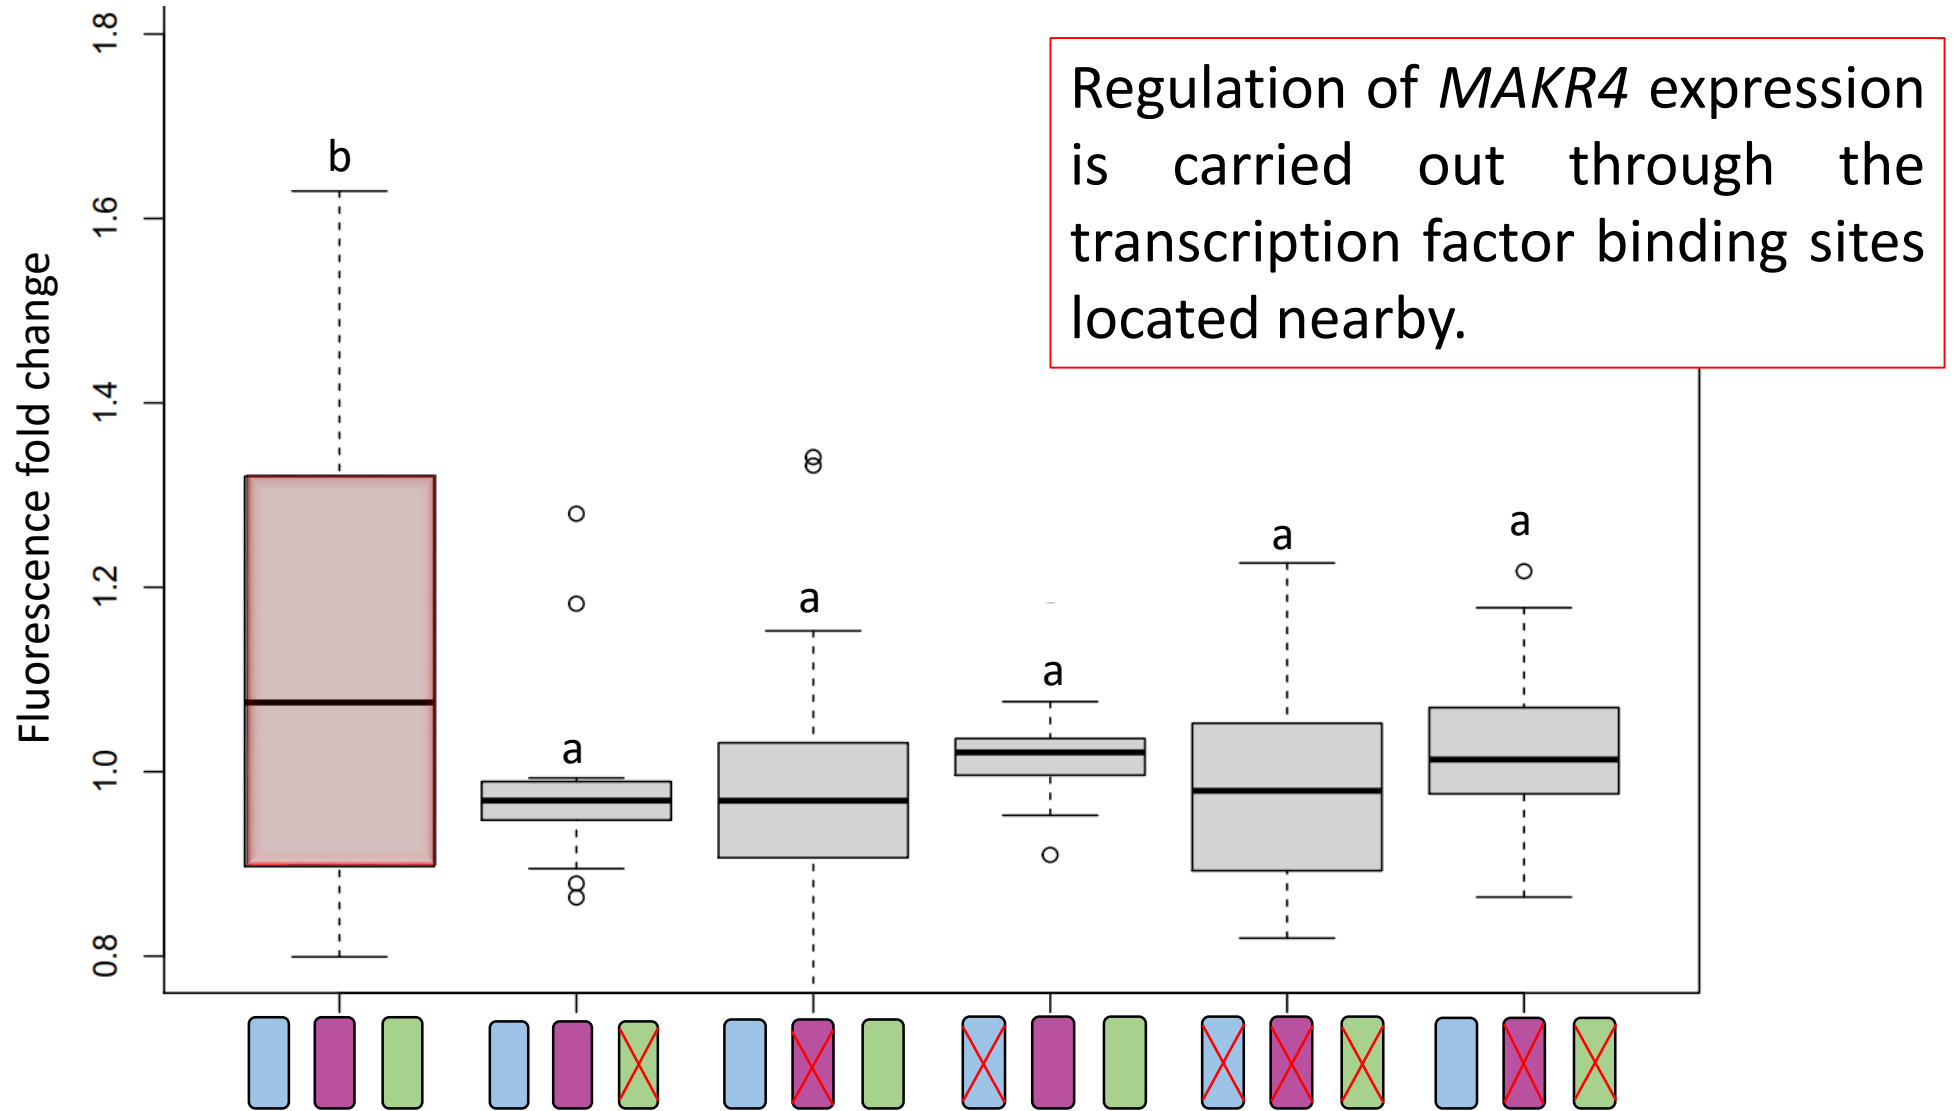 Regulation of MAKR4 expression
is carried out through the
transcription factor binding sites
located nearby.
Fluorescence fold change
1.8
1.6
1.4
1.2
1.0
0.8
b
a
a
a
a
a